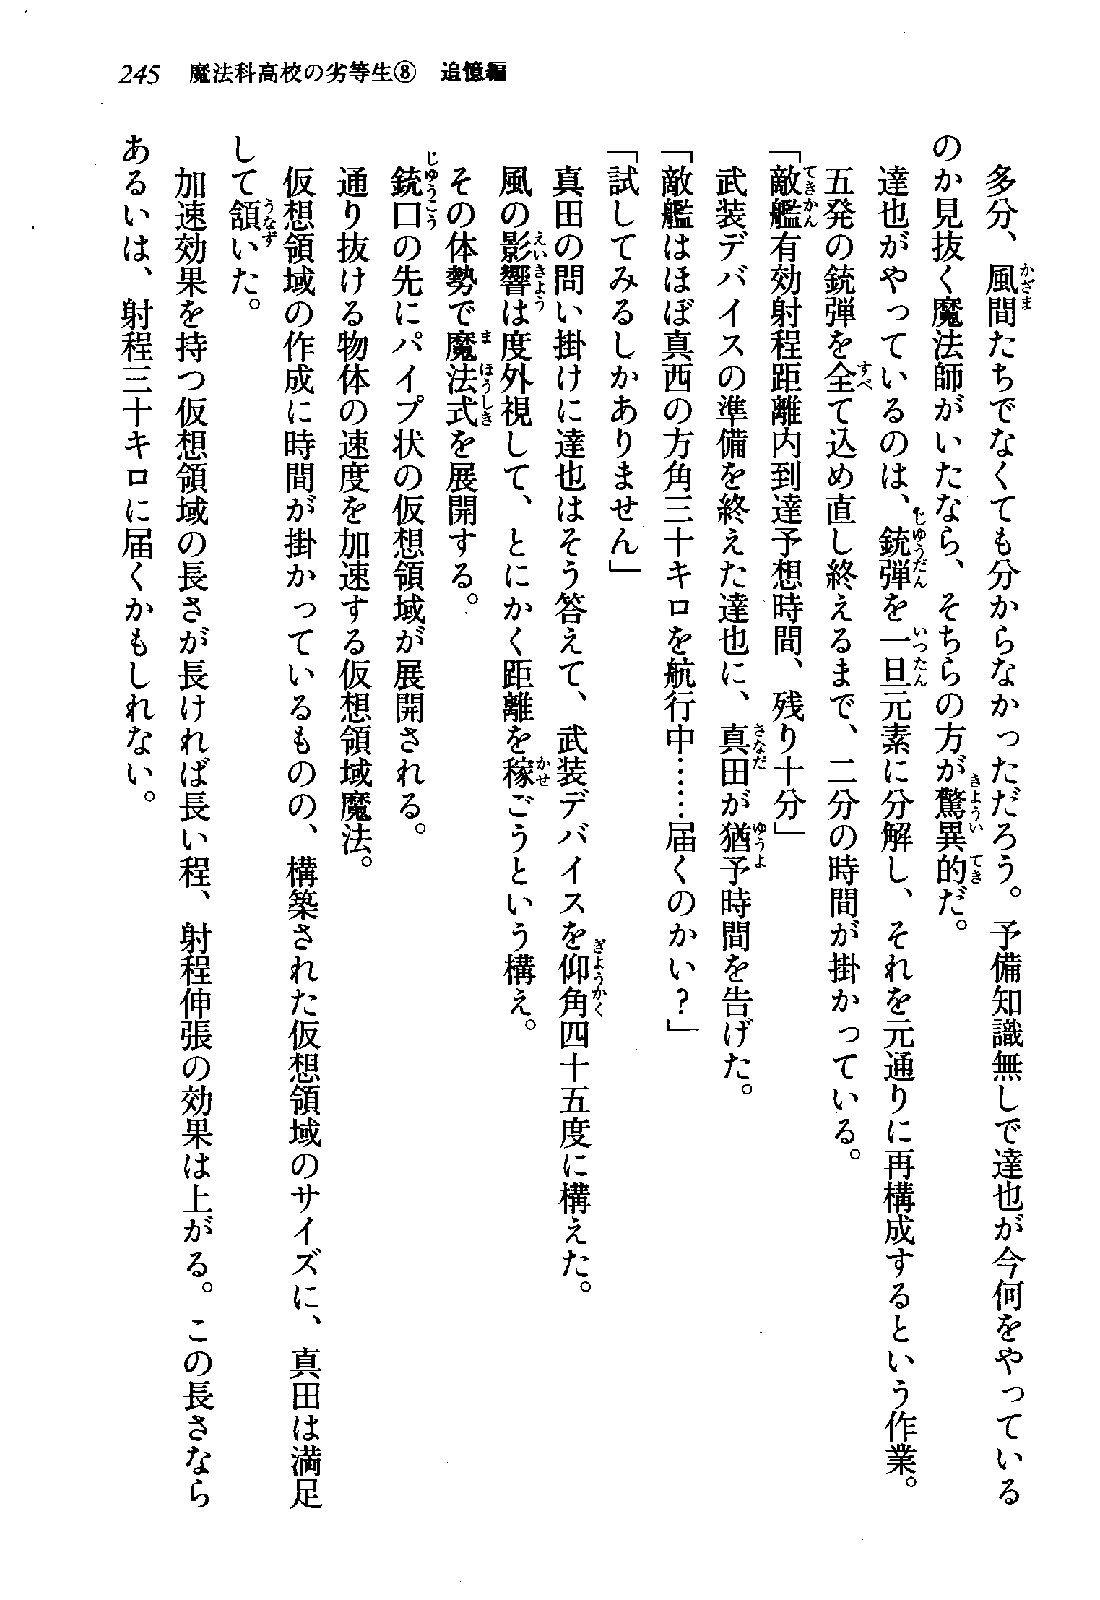 245 魔法科高校の劣等生⑧ 追憶編
多分、風間たちでなくても分からなかっただろう。予備知識無しで達也が今何をやっている
のか見抜く魔法師がいたなら、そちらの方が驚異的だ。
達也がやっているのは、銃弾を一旦元素に分解し、それを元通りに再構成するという作業。
五発の銃弾を全て込め直し終えるまで、二分の時間が掛かっている。
「敵艦有効射程距離内到達予想時間、残り十分」
武装デバイスの準備を終えた達也に、真田が猶予時間を告げた。
「敵艦はほぼ真西の方角三十キロを航行中……届くのかい?」
「試してみるしかありません」
真田の問い掛けに達也はそう答えて、武装デバイスを仰角四十五度に構えた。
風の影響は度外視して、とにかく距離を稼ごうという構え。
その体勢で魔法式を展開する。
銃口の先にパイプ状の仮想領域が展開される。
通り抜ける物体の速度を加速する仮想領域魔法。
仮想領域の作成に時間が掛かっているものの、構築された仮想領域のサイズに、真田は満足
して頷いた。
加速効果を持つ仮想領域の長さが長ければ長い程、射程伸張の効果は上がる。この長さなら
あるいは、射程三十キロに届くかもしれない。